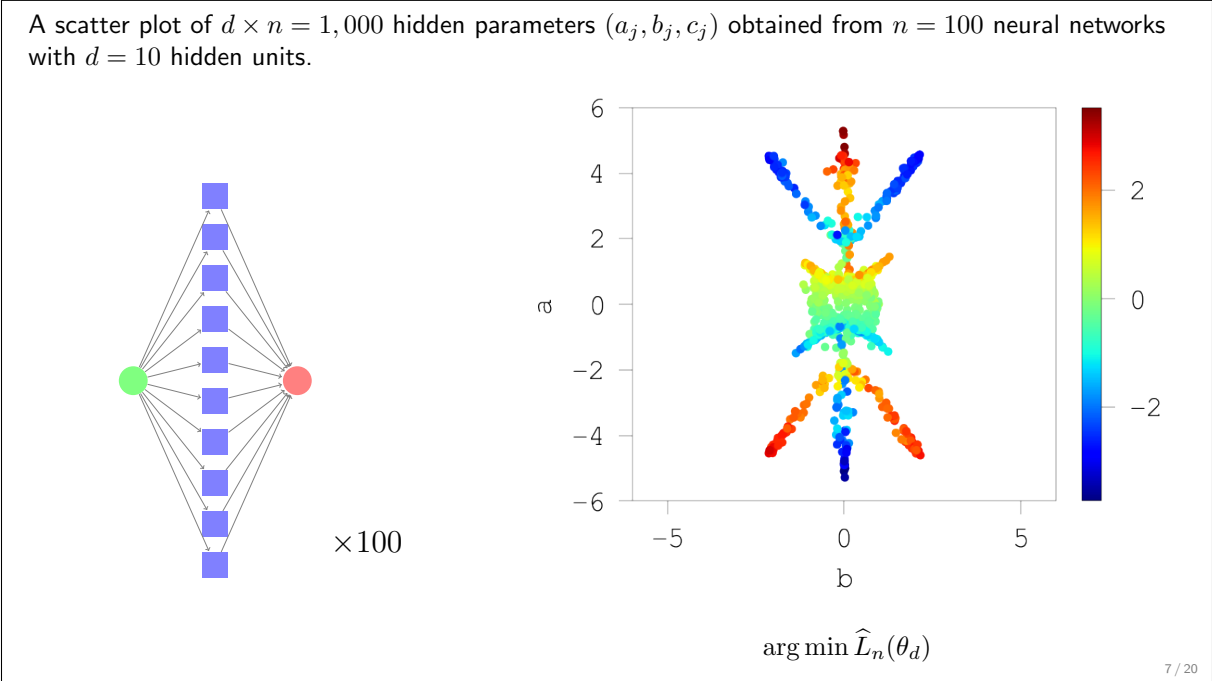 A scatter plot of d × n = 1,000 hidden parameters (a_j, b_j, c_j) obtained from n = 100 neural networks
with d = 10 hidden units.
×100
6
4
2
0
−2
−4
−6
a
−5 0 5
b
2
0
−2
arg min L̂_n(θ_d)
7 / 20